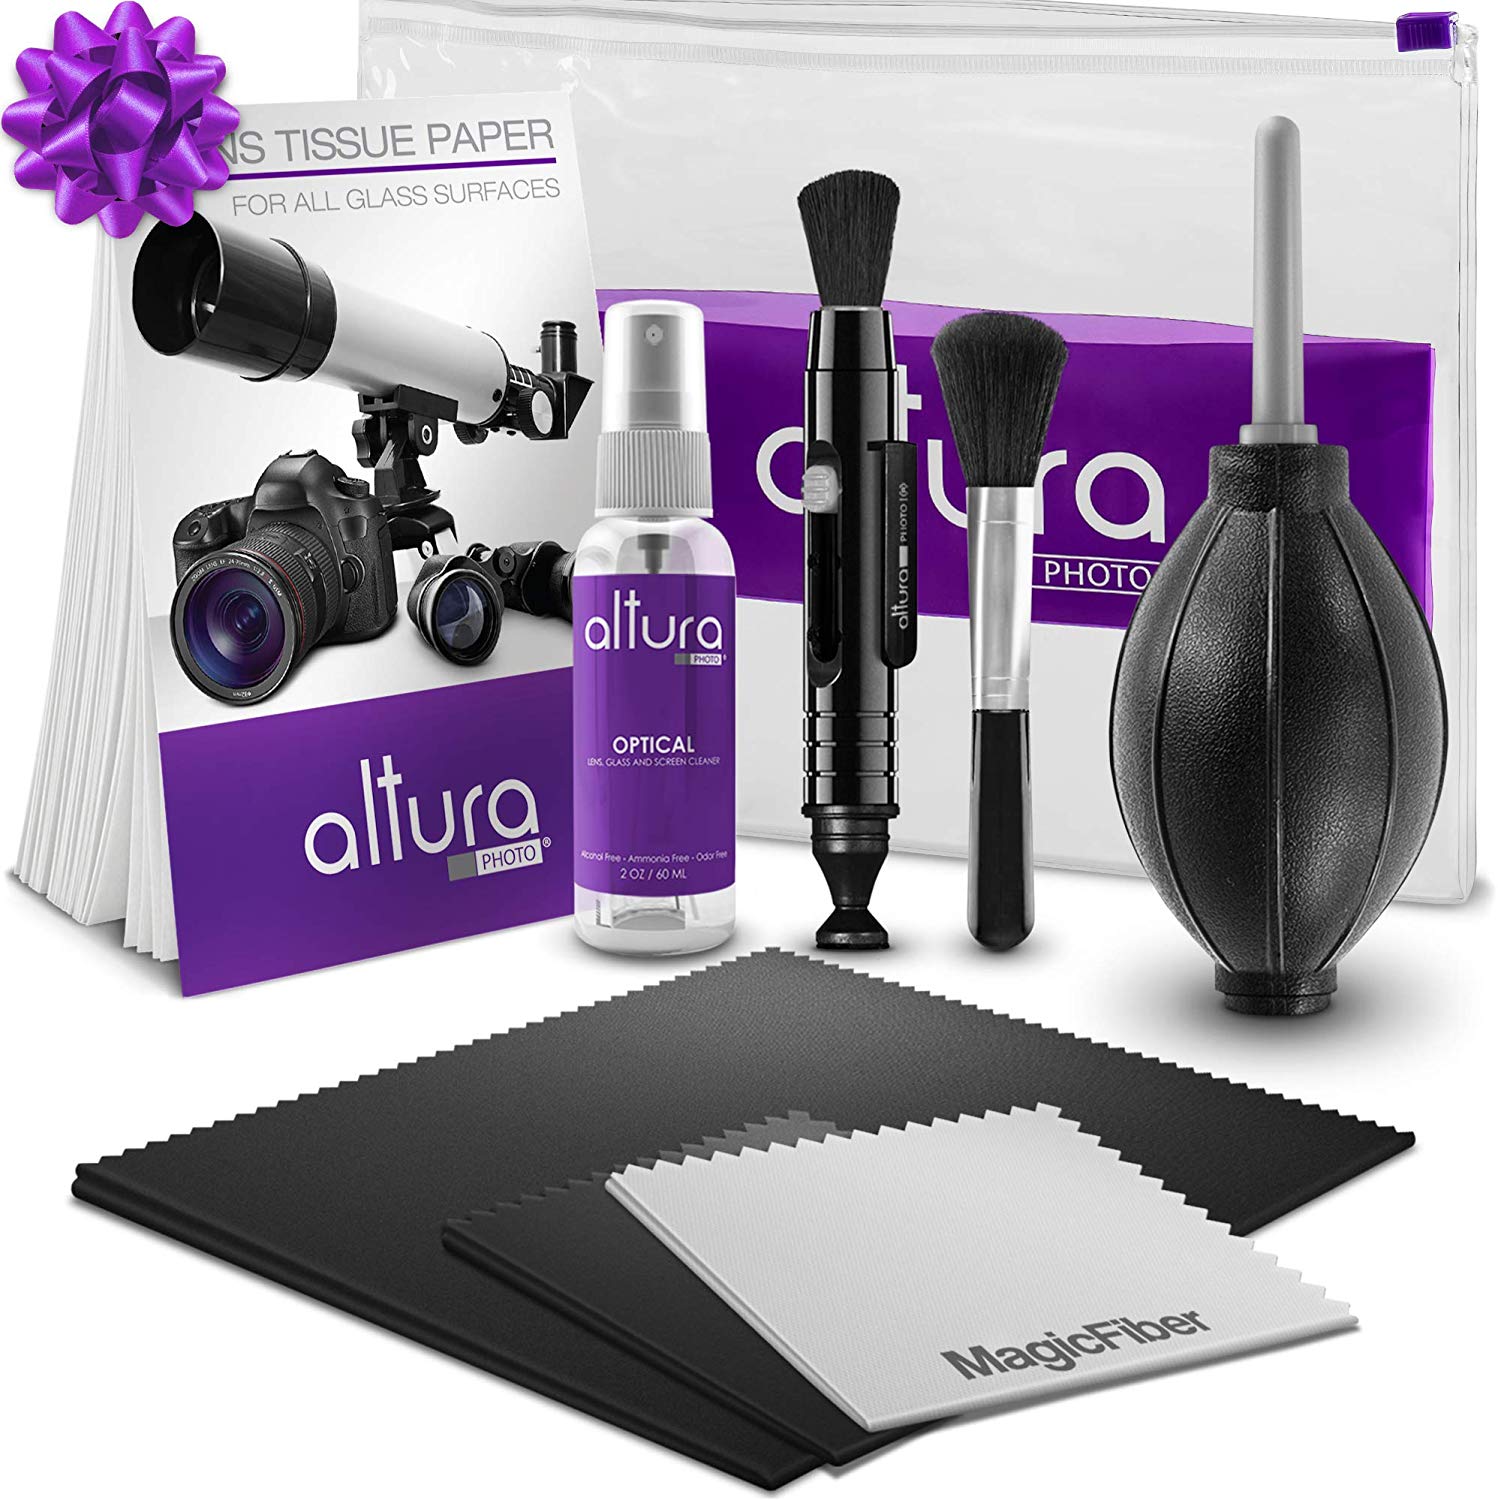 NS TISSUE PAPER
FOR ALL GLASS SURFACES
altura
PHOTO®
altura
PHOTO®
OPTICAL
LENS, GLASS AND SCREEN CLEANER
Alcohol Free - Ammonia Free - Odor Free
2 OZ / 60 ML
altura PHOTO
altura
PHOTO
MagicFiber